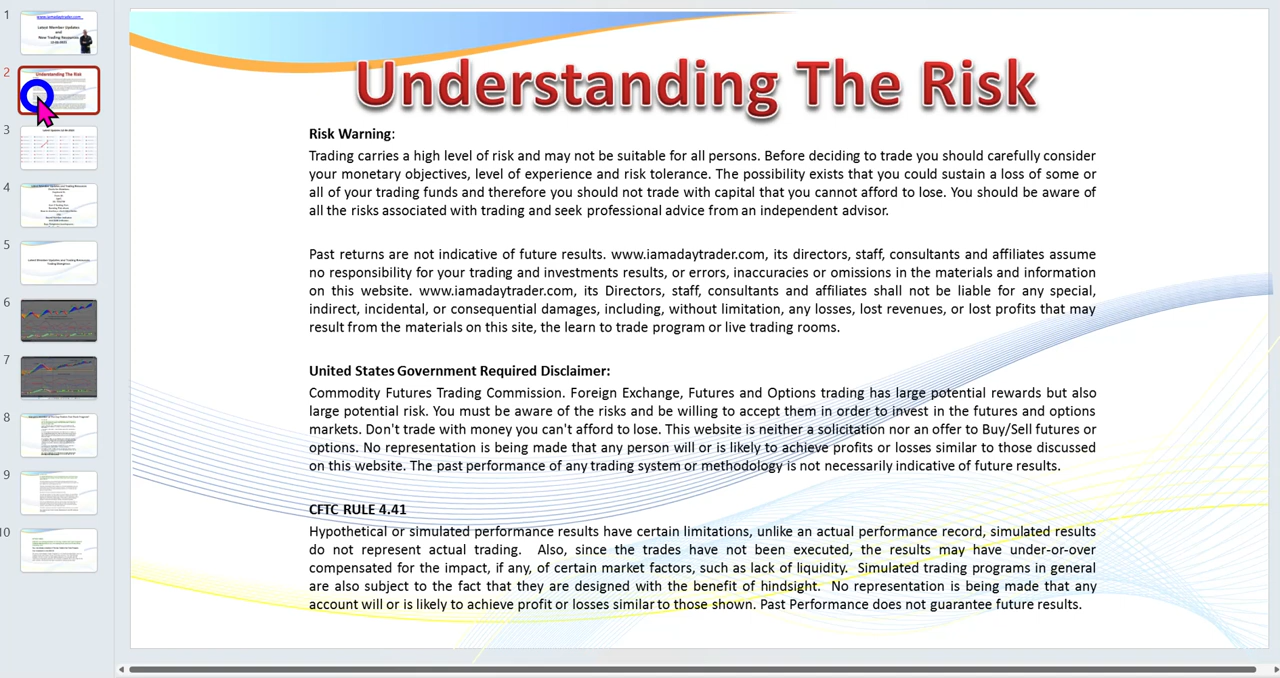 1
www.iamadaytrader.com
Latest Member Updates
and
New Trading Resources
2
3
4
5
6
7
8
9
10
Understanding The Risk
Risk Warning:
Trading carries a high level of risk and may not be suitable for all persons. Before deciding to trade you should carefully consider
your monetary objectives, level of experience and risk tolerance. The possibility exists that you could sustain a loss of some or
all of your trading funds and therefore you should not trade with capital that you cannot afford to lose. You should be aware of
the risks associated with trading and seek professional advice from an independent advisor.
Past returns are not indicative of future results. www.iamadaytrader.com, its directors, staff, consultants and affiliates assume
no responsibility for your trading and investments results, or errors, inaccuracies or omissions in the materials and information
on this website. www.iamadaytrader.com, its Directors, staff, consultants and affiliates shall not be liable for any special,
indirect, incidental, or consequential damages, including, without limitation, any losses, lost revenues, or lost profits that may
result from the materials on this site, the learn to trade program or live trading rooms.
United States Government Required Disclaimer:
Commodity Futures Trading Commission. Foreign Exchange, Futures and Options trading has large potential rewards but also
large potential risk. You must be aware of the risks and be willing to accept them in order to invest in the futures and options
markets. Don't trade with money you can't afford to lose. This website is neither a solicitation nor an offer to Buy/Sell futures or
options. No representation is being made that any person will or is likely to achieve profits or losses similar to those discussed
on this website. The past performance of any trading system or methodology is not necessarily indicative of future results.
CFTC RULE 4.41
Hypothetical or simulated performance results have certain limitations, Unlike an actual performance record, simulated results
do not represent actual trading. Also, since the trades have not been executed, the results may have under-or-over
compensated for the impact, if any, of certain market factors, such as lack of liquidity. Simulated trading programs in general
are also subject to the fact that they are designed with the benefit of hindsight. No representation is being made that any
account will or is likely to achieve profit or losses similar to those shown. Past Performance does not guarantee future results.